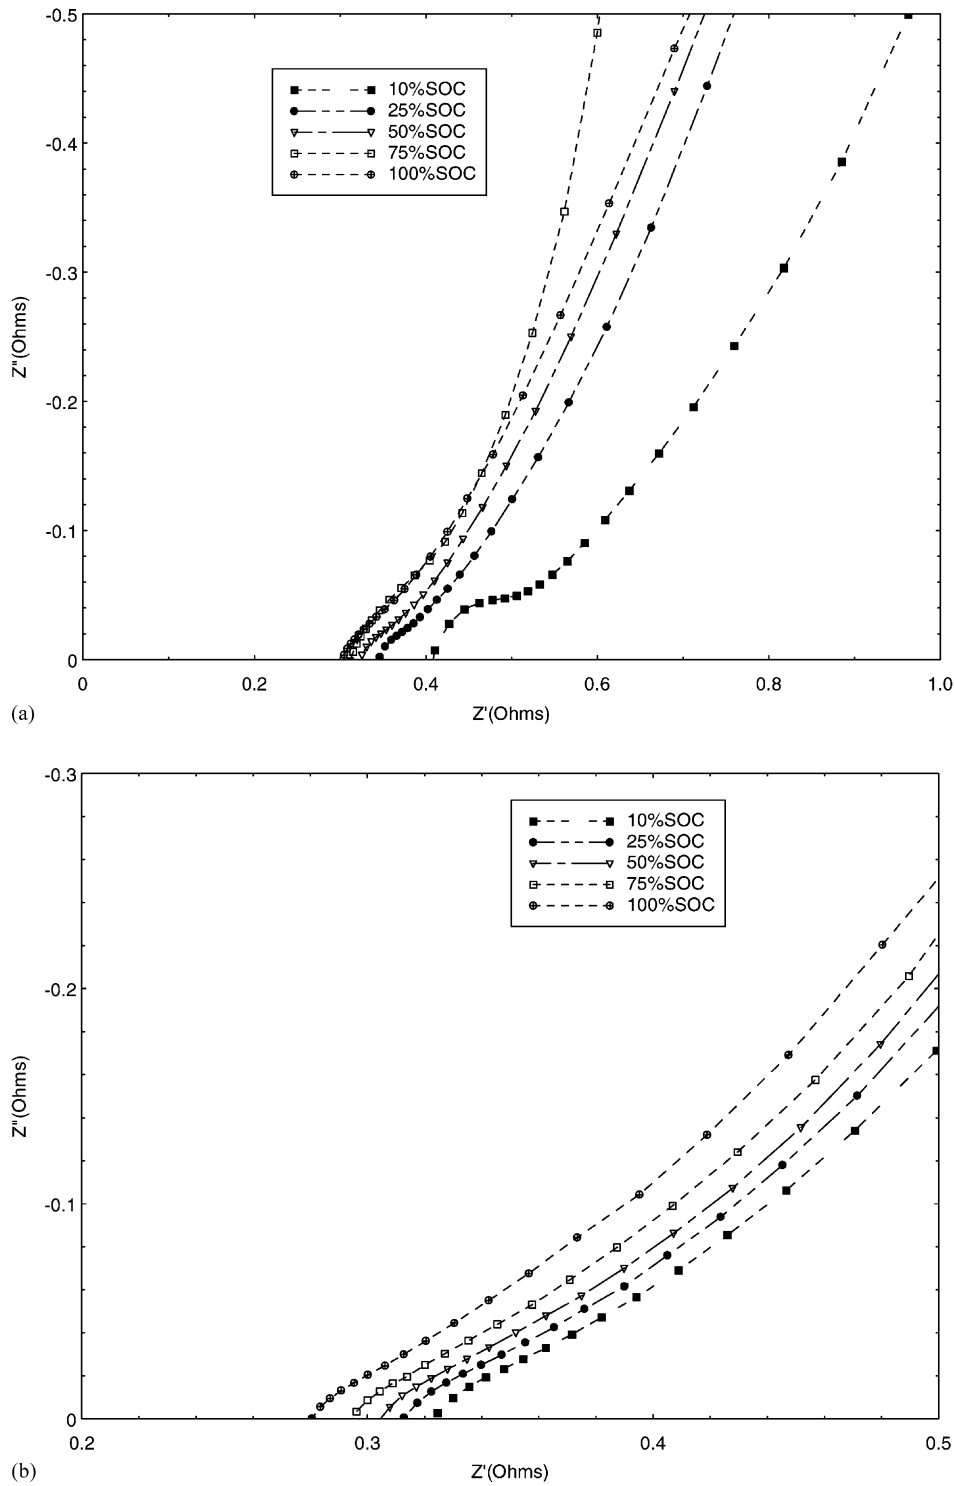 -0.5
10%SOC
25%SOC
50%SOC
75%SOC
100%SOC
-0.4
-0.3
Z"(Ohms)
-0.2
-0.1
0
0 0.2 0.4 0.6 0.8 1.0
(a) Z'(Ohms)
-0.3
10%SOC
25%SOC
50%SOC
75%SOC
100%SOC
-0.2
Z"(Ohms)
-0.1
0
0.2 0.3 0.4 0.5
(b) Z'(Ohms)